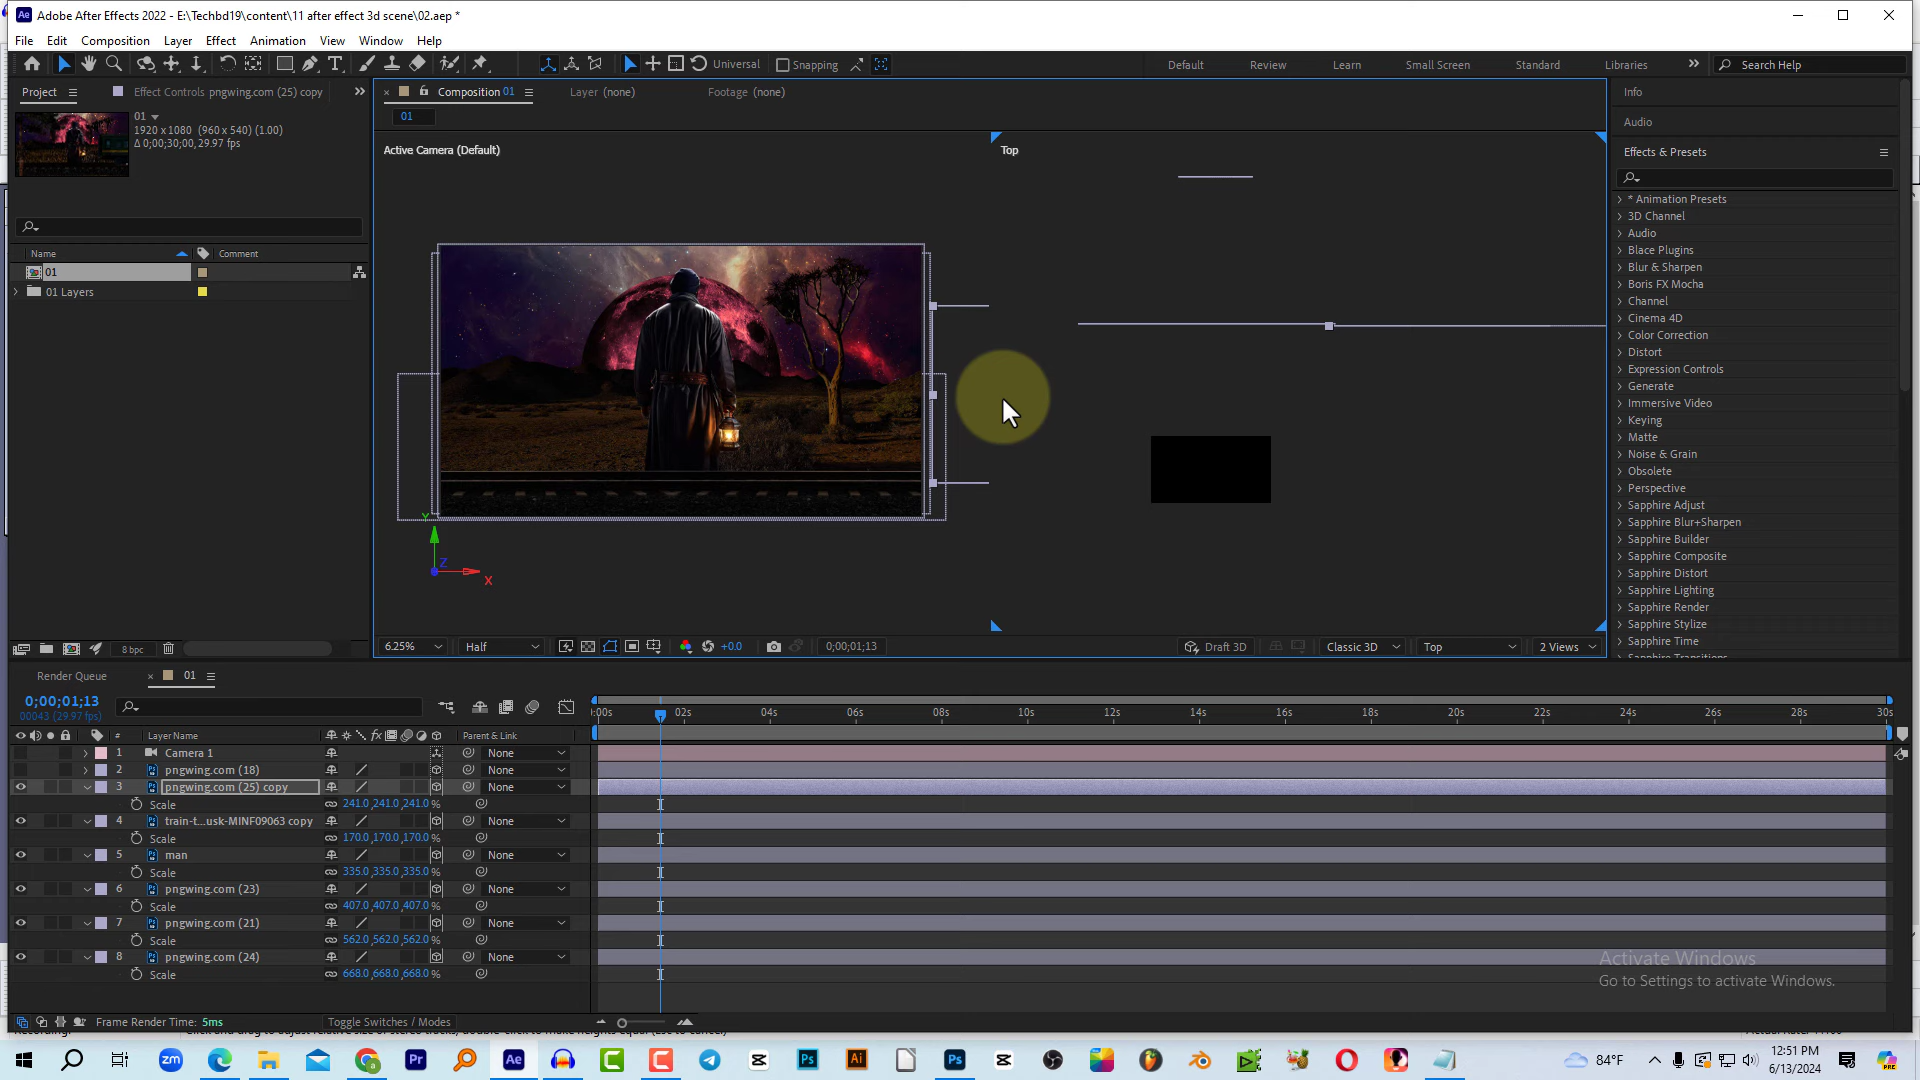 Adobe After Effects 2022 - E:\Techbd19\content\11 after effect 3d scene\02.aep *
File Edit Composition Layer Effect Animation View Window Help
Universal Snapping Default Review Learn Small Screen Standard Libraries Search Help
Project Effect Controls pngwing.com (25) copy
Composition 01 Layer (none) Footage (none)
Info
01
1920 x 1080 (960 x 540) (1.00)
Δ 0;00;30;00, 29.97 fps
01
Audio
Active Camera (Default)
Top
Effects & Presets
Name Comment
01
01 Layers
* Animation Presets
3D Channel
Audio
Blace Plugins
Blur & Sharpen
Boris FX Mocha
Channel
Cinema 4D
Color Correction
Distort
Expression Controls
Generate
Immersive Video
Keying
Matte
Noise & Grain
Obsolete
Perspective
Sapphire Adjust
Sapphire Blur+Sharpen
Sapphire Builder
Sapphire Composite
Sapphire Distort
Sapphire Lighting
Sapphire Render
Sapphire Stylize
Sapphire Time
Sapphire Transitions
Y
Z
X
8 bpc
6.25% Half +0.0 0;00;01;13 Draft 3D Classic 3D Top 2 Views
Render Queue 01
0;00;01;13
00043 (29.97 fps)
:00s 02s 04s 06s 08s 10s 12s 14s 16s 18s 20s 22s 24s 26s 28s 30s
# Layer Name Parent & Link
1 Camera 1 None
2 pngwing.com (18) None
3 pngwing.com (25) copy None
Scale 241.0,241.0,241.0 %
4 train-t...usk-MINF09063 copy None
Scale 170.0,170.0,170.0 %
5 man None
Scale 335.0,335.0,335.0 %
6 pngwing.com (23) None
Scale 407.0,407.0,407.0 %
7 pngwing.com (21) None
Scale 562.0,562.0,562.0 %
8 pngwing.com (24) None
Scale 668.0,668.0,668.0 %
Activate Windows
Go to Settings to activate Windows.
Frame Render Time: 5ms Toggle Switches / Modes
84°F
12:51 PM
6/13/2024